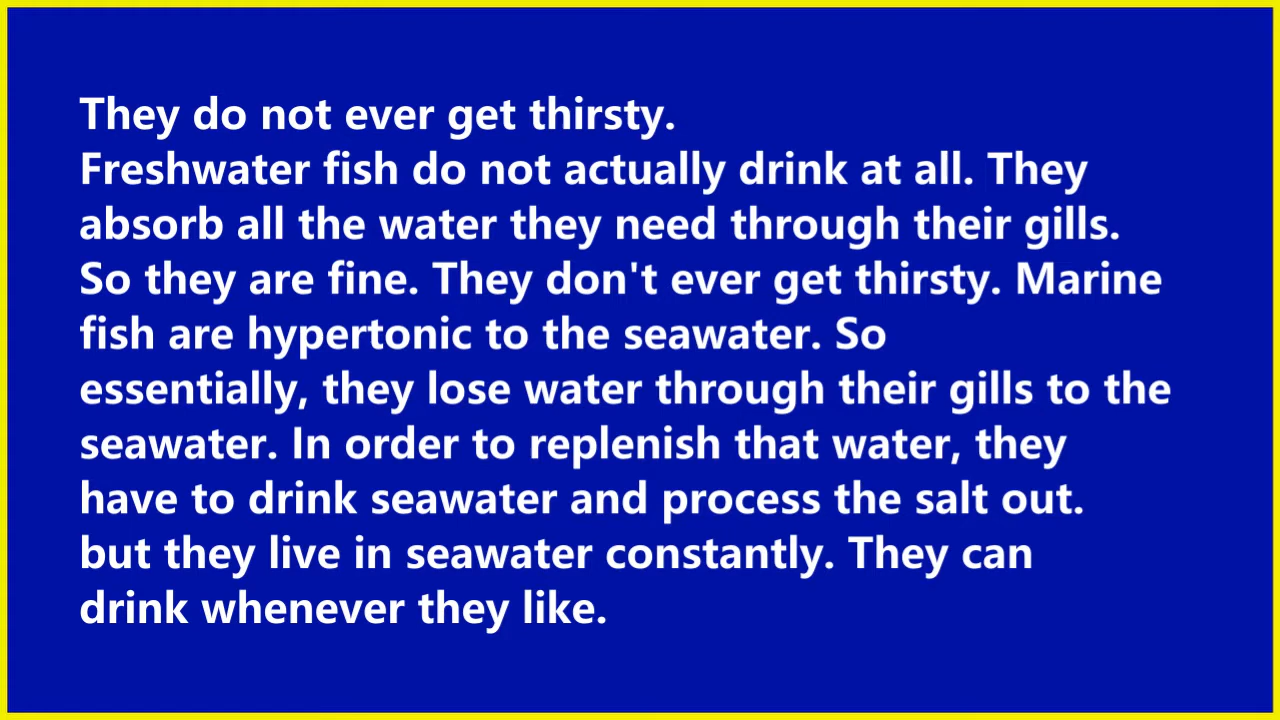 They do not ever get thirsty.
Freshwater fish do not actually drink at all. They
absorb all the water they need through their gills.
So they are fine. They don't ever get thirsty. Marine
fish are hypertonic to the seawater. So
essentially, they lose water through their gills to the
seawater. In order to replenish that water, they
have to drink seawater and process the salt out.
but they live in seawater constantly. They can
drink whenever they like.